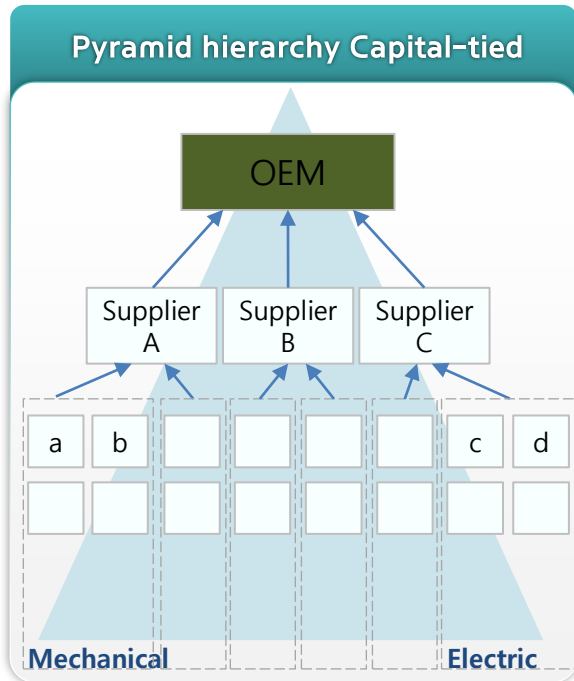 Pyramid hierarchy Capital-tied
OEM
Supplier
A
Supplier
B
Supplier
C
a
b
c
d
Mechanical
Electric